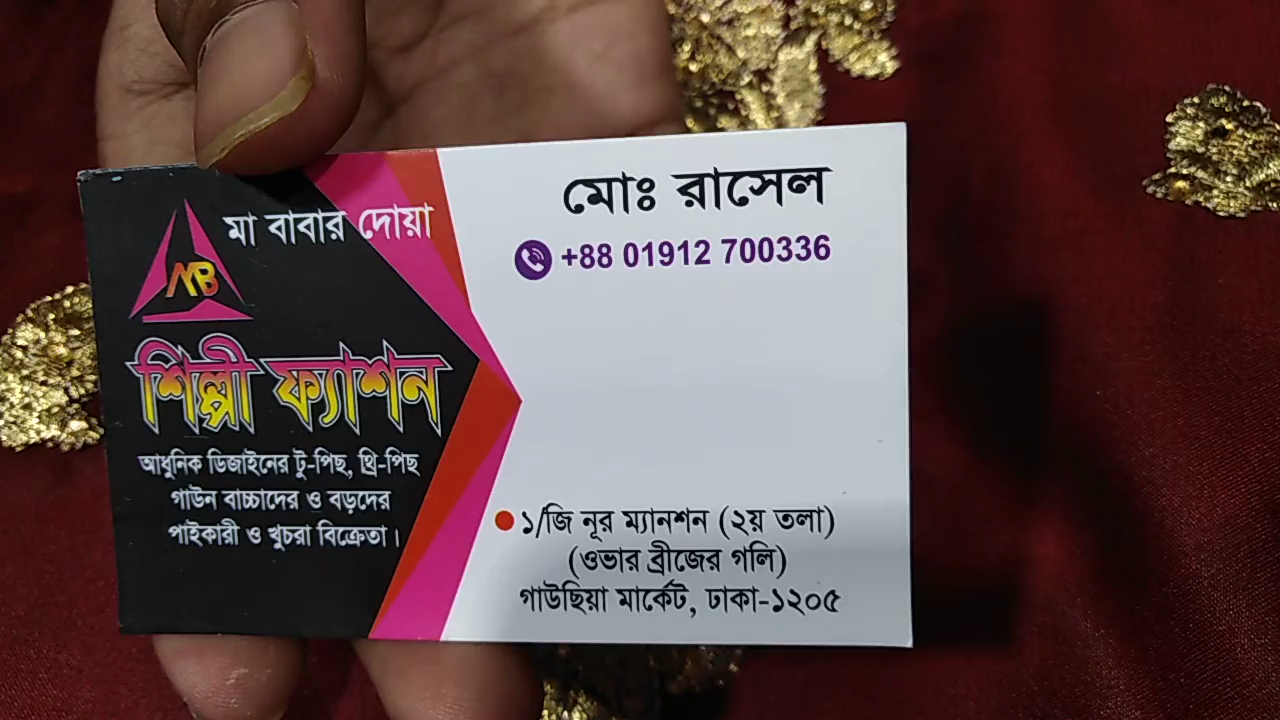 মা বাবার দোয়া
MB
শিল্পী ফ্যাশন
আধুনিক ডিজাইনের টু-পিছ, থ্রি-পিছ
গাউন বাচ্চাদের ও বড়দের
পাইকারী ও খুচরা বিক্রেতা।
মোঃ রাসেল
+88 01912 700336
১/জি নূর ম্যানশন (২য় তলা)
(ওভার ব্রীজের গলি)
গাউছিয়া মার্কেট, ঢাকা-১২০৫